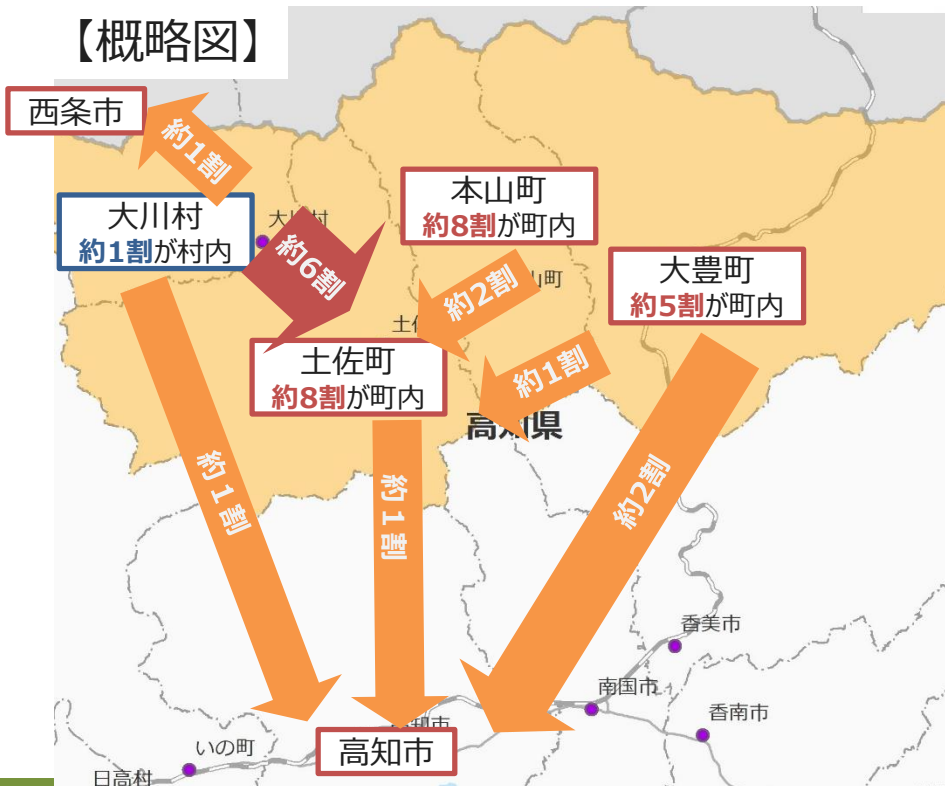 【概略図】
西条市
約1割
大川村
約1割が村内
約6割
本山町
約8割が町内
約2割
大豊町
約5割が町内
約1割
土佐町
約8割が町内
高知県
約1割
約1割
約2割
香美市
南国市
香南市
いの町
高知市
日高村